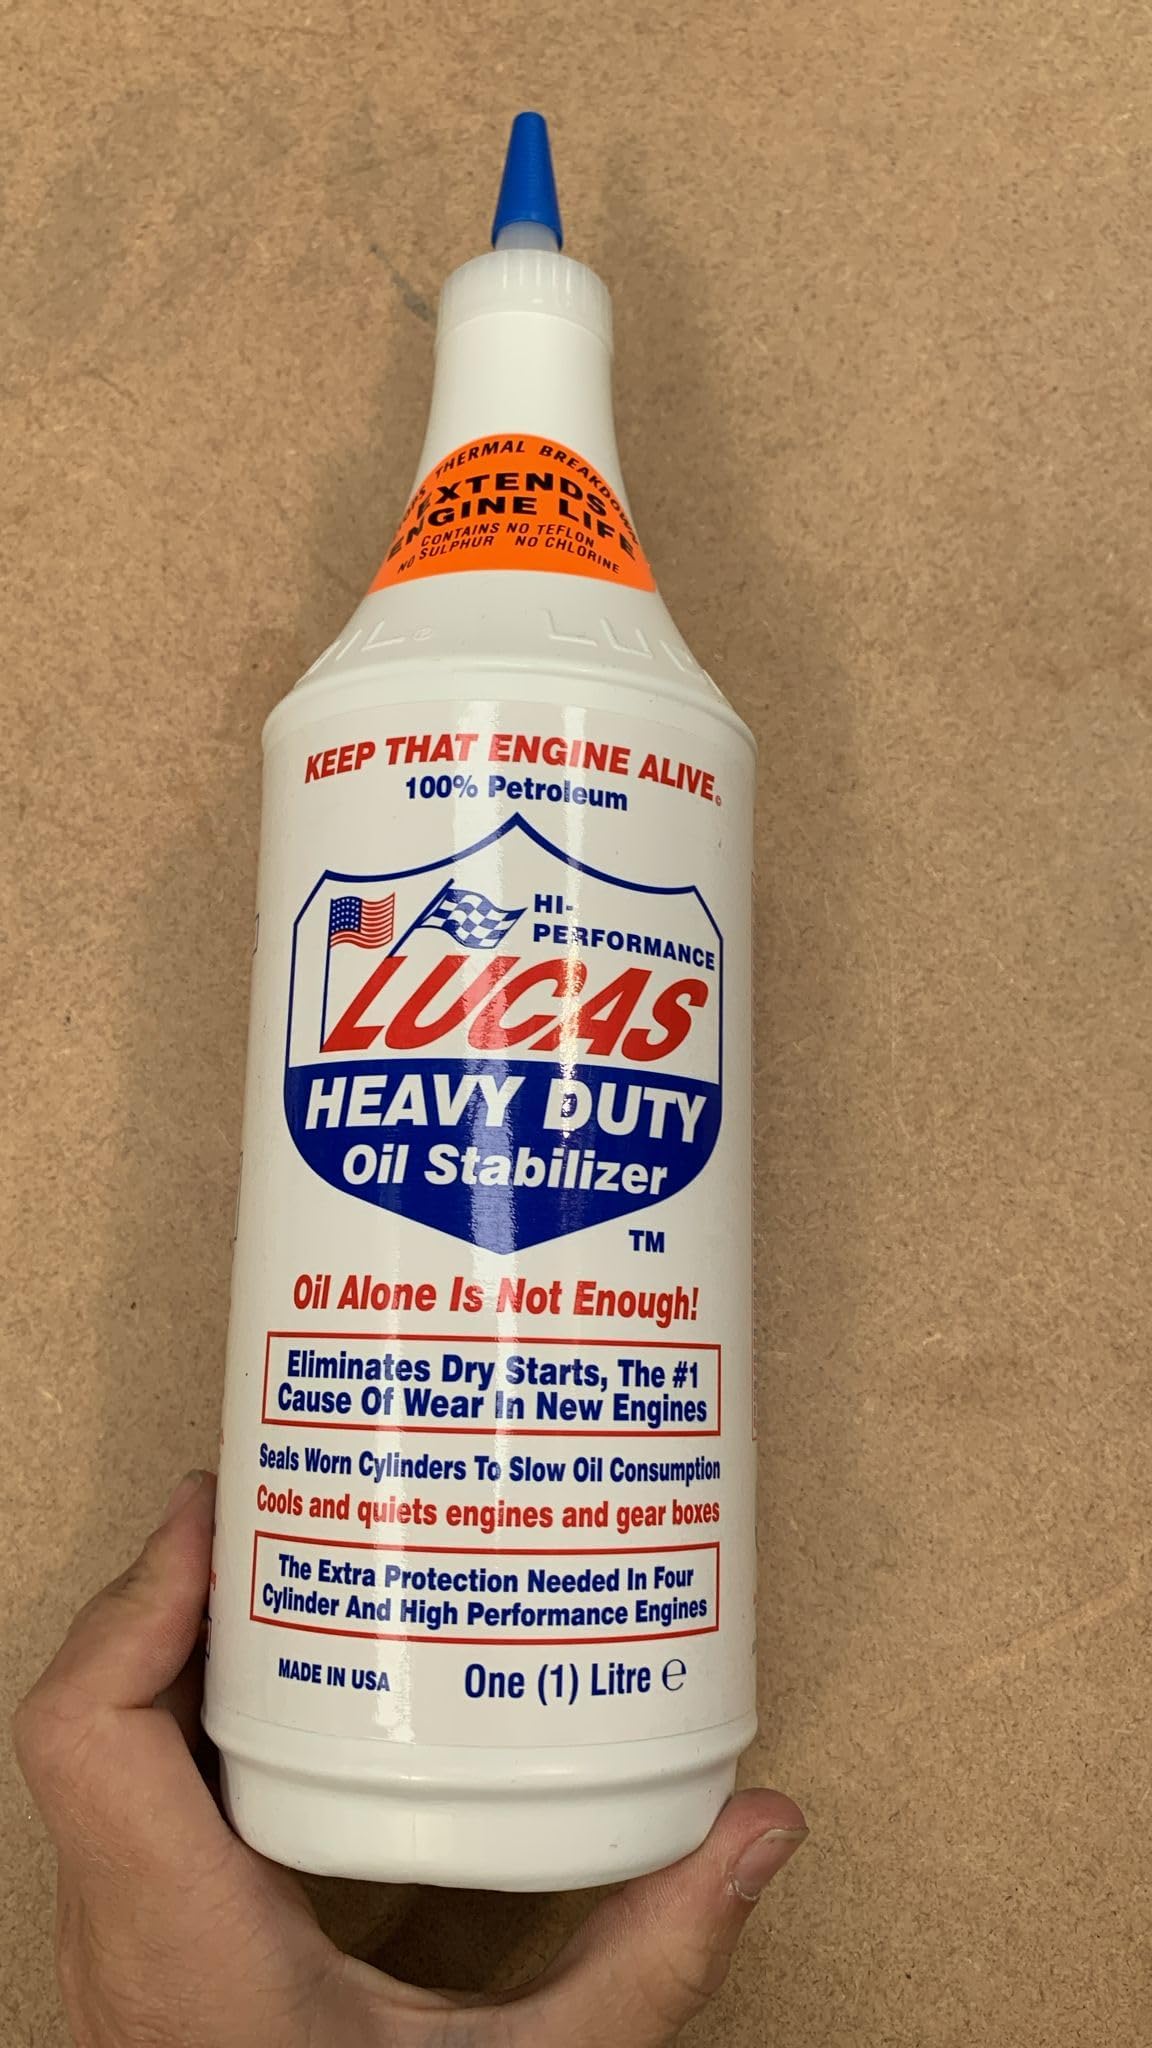 THERMAL BREAKDOWN
EXTENDS
ENGINE LIFE
CONTAINS NO TEFLON
NO SULPHUR NO CHLORINE
OIL® LUC
KEEP THAT ENGINE ALIVE.©
100% Petroleum
HI-
PERFORMANCE
LUCAS
HEAVY DUTY
Oil Stabilizer
TM
Oil Alone Is Not Enough!
Eliminates Dry Starts, The #1
Cause Of Wear In New Engines
Seals Worn Cylinders To Slow Oil Consumption
Cools and quiets engines and gear boxes
The Extra Protection Needed In Four
Cylinder And High Performance Engines
MADE IN USA One (1) Litre ℮